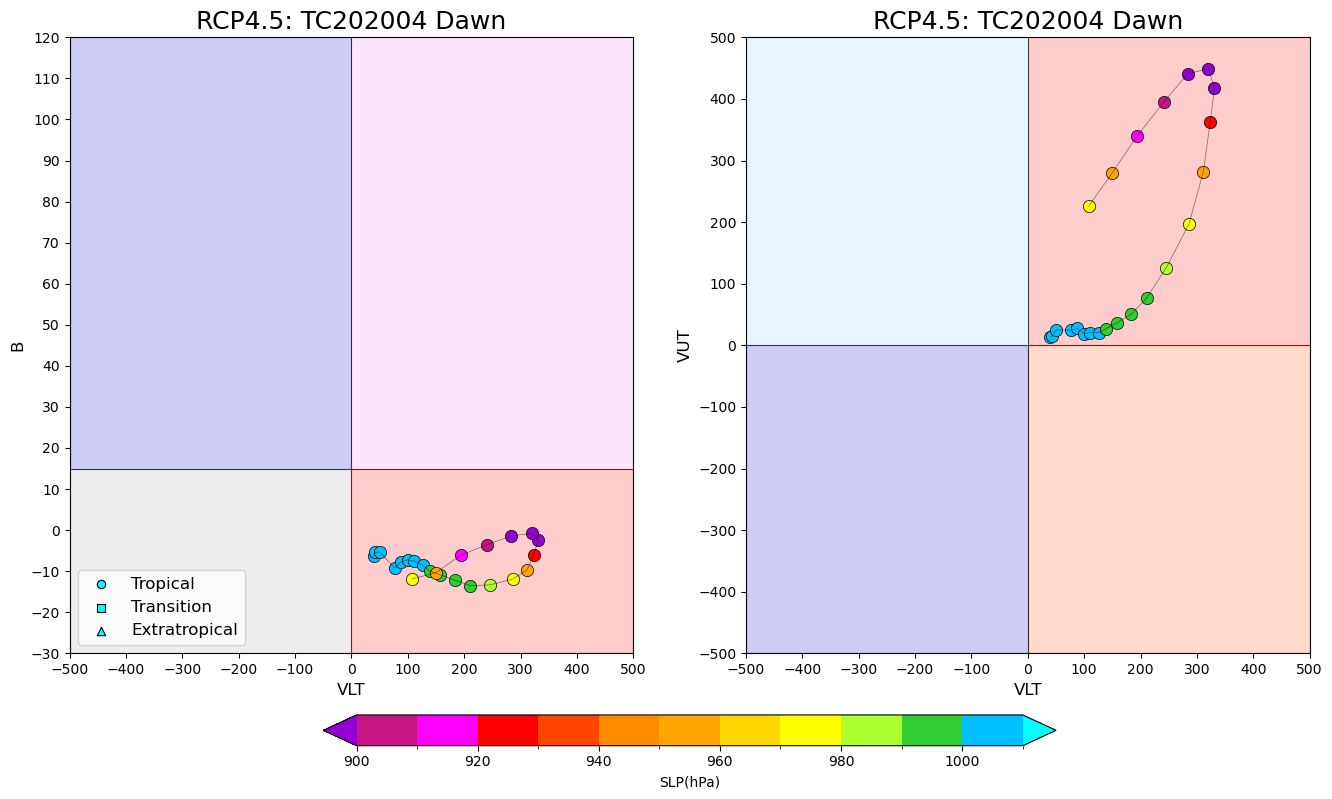 RCP4.5: TC202004 Dawn
120
110
100
90
80
70
60
50
40
30
20
10
0
−10
−20
−30
B
Tropical
Transition
Extratropical
−500 −400 −300 −200 −100 0 100 200 300 400 500
VLT
RCP4.5: TC202004 Dawn
500
400
300
200
100
0
−100
−200
−300
−400
−500
VUT
−500 −400 −300 −200 −100 0 100 200 300 400 500
VLT
900 920 940 960 980 1000
SLP(hPa)